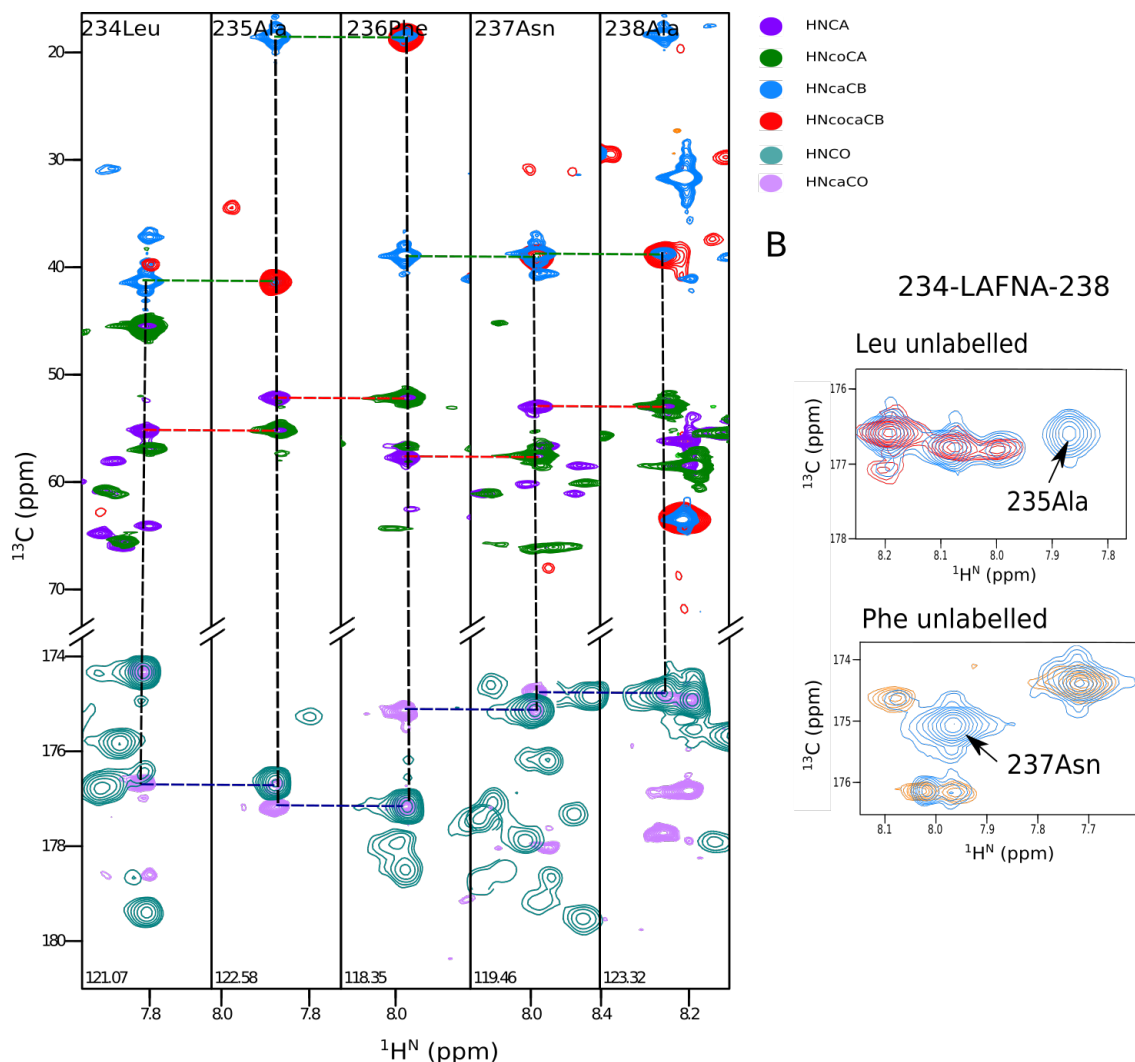 234Leu 235Ala 236Phe 237Asn 238Ala
HNCA
HNcoCA
HNcaCB
HNcocaCB
HNCO
HNcaCO
20
30
40
50
60
70
174
176
178
180
13C (ppm)
121.07 122.58 118.35 119.46 123.32
7.8 8.0 7.8 8.0 8.0 8.4 8.2
1HN (ppm)
B
234-LAFNA-238
Leu unlabelled
176
177
178
13C (ppm)
235Ala
8.2 8.1 8.0 7.9 7.8
1HN (ppm)
Phe unlabelled
174
175
176
13C (ppm)
237Asn
8.1 8.0 7.9 7.8 7.7
1HN (ppm)